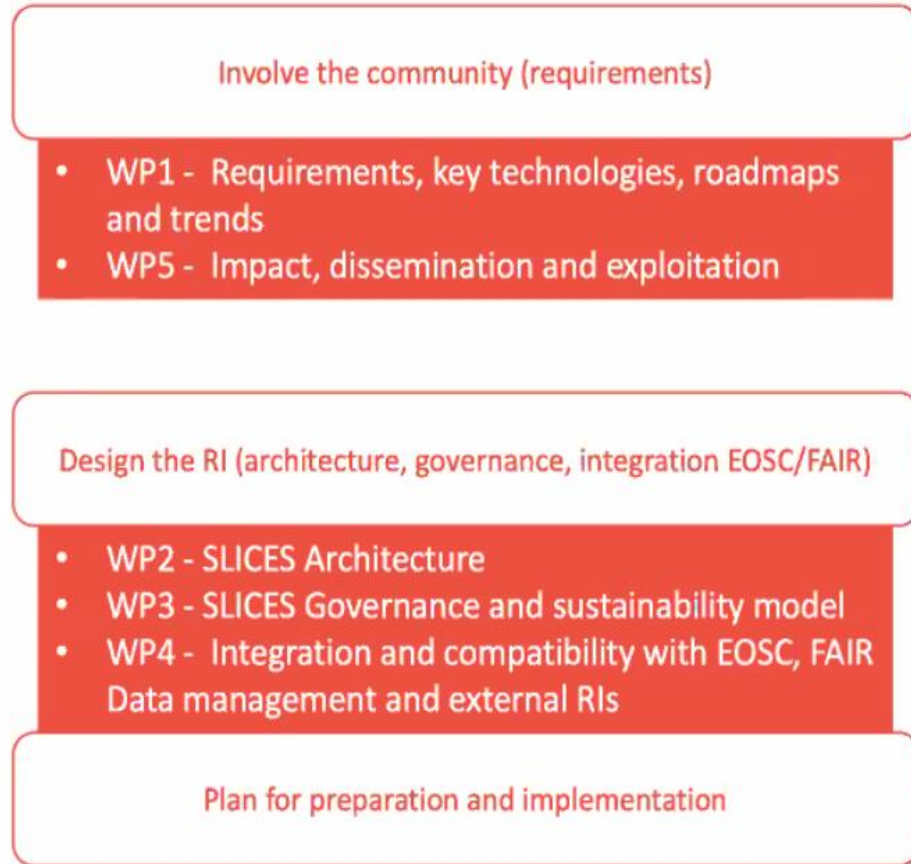 Involve the community (requirements)
• WP1 - Requirements, key technologies, roadmaps
and trends
• WP5 - Impact, dissemination and exploitation
Design the RI (architecture, governance, integration EOSC/FAIR)
• WP2 - SLICES Architecture
• WP3 - SLICES Governance and sustainability model
• WP4 - Integration and compatibility with EOSC, FAIR
Data management and external RIs
Plan for preparation and implementation